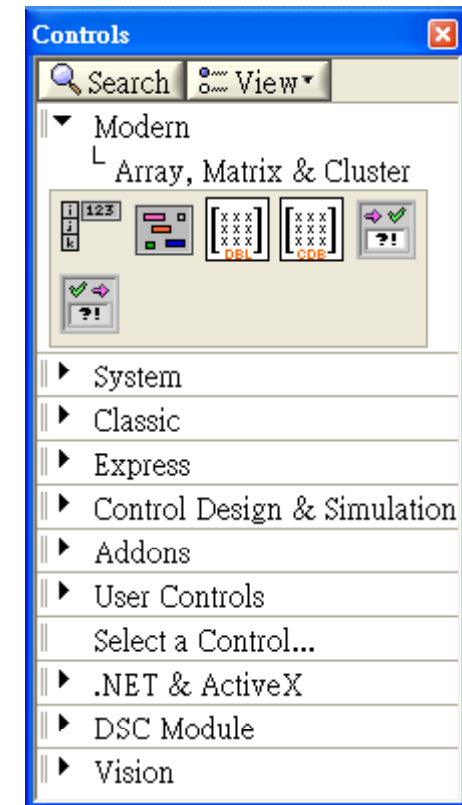 Controls
Search View
Modern
Array, Matrix & Cluster
i 123
j
k
DBL CDB ?!
?!
System
Classic
Express
Control Design & Simulation
Addons
User Controls
Select a Control...
.NET & ActiveX
DSC Module
Vision